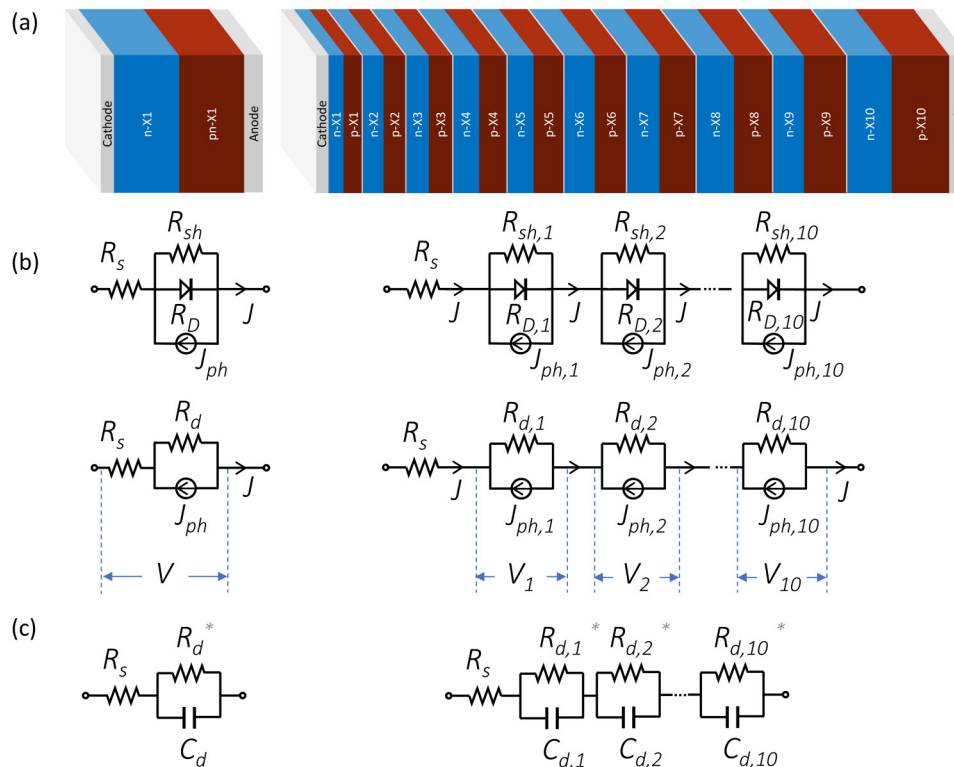 (a)
Cathode n-X1 pn-X1 Anode
Cathode n-X1 p-X1 n-X2 p-X2 n-X3 p-X3 n-X4 p-X4 n-X5 p-X5 n-X6 p-X6 n-X7 p-X7 n-X8 p-X8 n-X9 p-X9 n-X10 p-X10
(b)
R_sh R_sh,1 R_sh,2 R_sh,10
R_s R_s
R_D J R_D,1 J R_D,2 J R_D,10 J
J
J_ph J_ph,1 J_ph,2 J_ph,10
R_d R_d,1 R_d,2 R_d,10
R_s R_s
J J J J J
J_ph J_ph,1 J_ph,2 J_ph,10
V V_1 V_2 V_10
(c)
R_d* R_d,1* R_d,2* R_d,10*
R_s R_s
C_d C_d,1 C_d,2 C_d,10